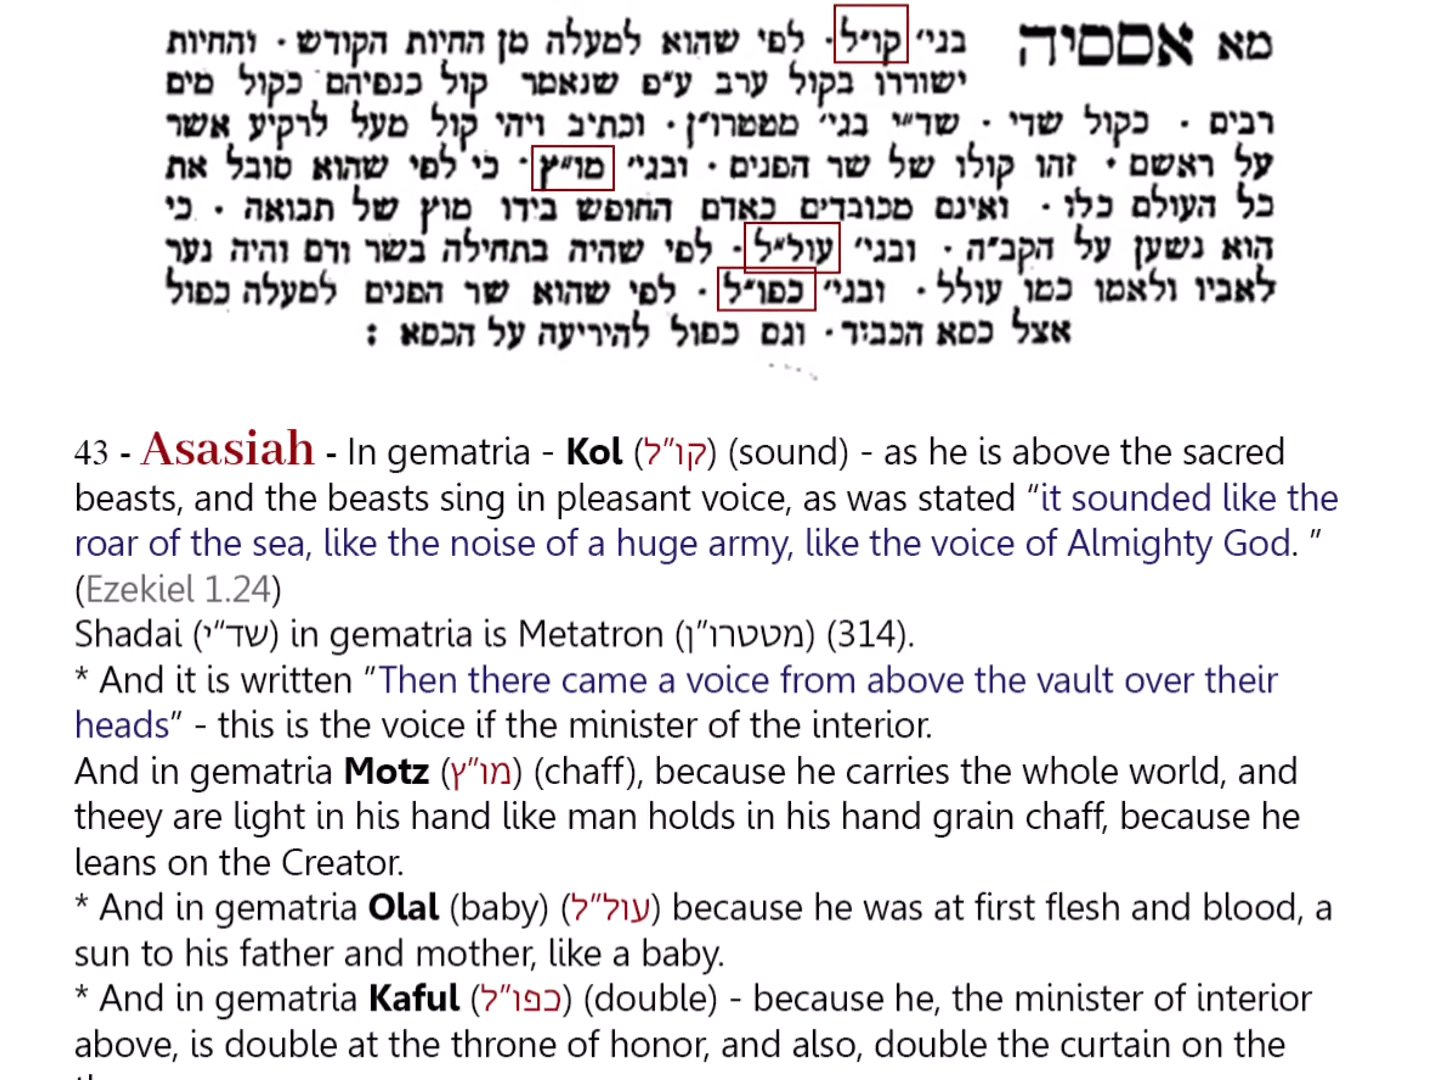 מא אססיה בגי׳ קו״ל · לפי שהוא למעלה מן החיות הקודש · והחיות
ישוררו בקול ערב ע״פ שנאמר קול כנפיהם כקול מים
רבים · כקול שדי · שד״י בגי׳ מטטרו״ן · וכתיב ויהי קול מעל לרקיע אשר
על ראשם · זהו קולו של שר הפנים · ובגי׳ מו״ץ · כי לפי שהוא סובל את
כל העולם כלו · ואינם מכובדים כאדם התופש בידו מוץ של תבואה · כי
הוא נשען על הקב״ה · ובגי׳ עול״ל · לפי שהיה בתחילה בשר ודם והיה נער
לאביו ולאמו כמו עולל · ובגי׳ כפו״ל · לפי שהוא שר הפנים למעלה כפול
אצל כסא הכבוד · וגם כפול להיריעה על הכסא :
43 - Asasiah - In gematria - Kol (קו״ל) (sound) - as he is above the sacred
beasts, and the beasts sing in pleasant voice, as was stated “it sounded like the
roar of the sea, like the noise of a huge army, like the voice of Almighty God. ”
(Ezekiel 1.24)
Shadai (שד״י) in gematria is Metatron (מטטרו״ן) (314).
* And it is written “Then there came a voice from above the vault over their
heads” - this is the voice if the minister of the interior.
And in gematria Motz (מו״ץ) (chaff), because he carries the whole world, and
theey are light in his hand like man holds in his hand grain chaff, because he
leans on the Creator.
* And in gematria Olal (baby) (עול״ל) because he was at first flesh and blood, a
sun to his father and mother, like a baby.
* And in gematria Kaful (כפו״ל) (double) - because he, the minister of interior
above, is double at the throne of honor, and also, double the curtain on the